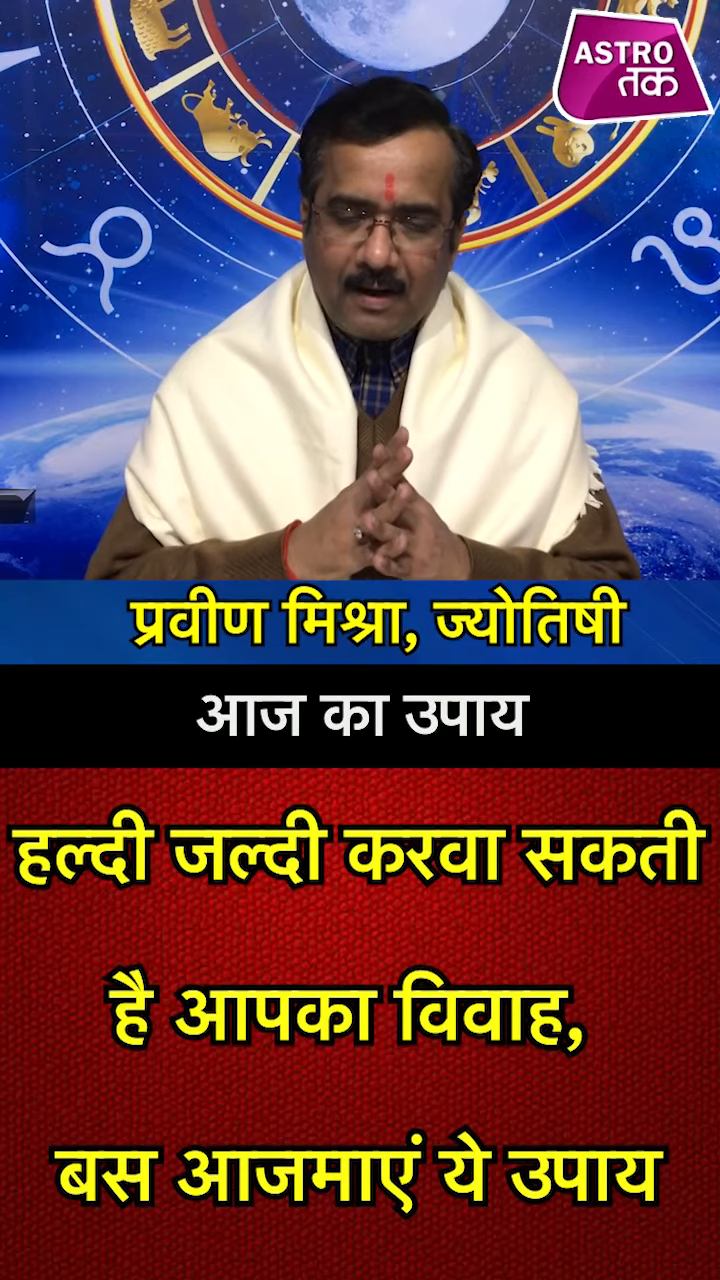 ASTRO
तक
प्रवीण मिश्रा, ज्योतिषी
आज का उपाय
हल्दी जल्दी करवा सकती
है आपका विवाह,
बस आजमाएं ये उपाय